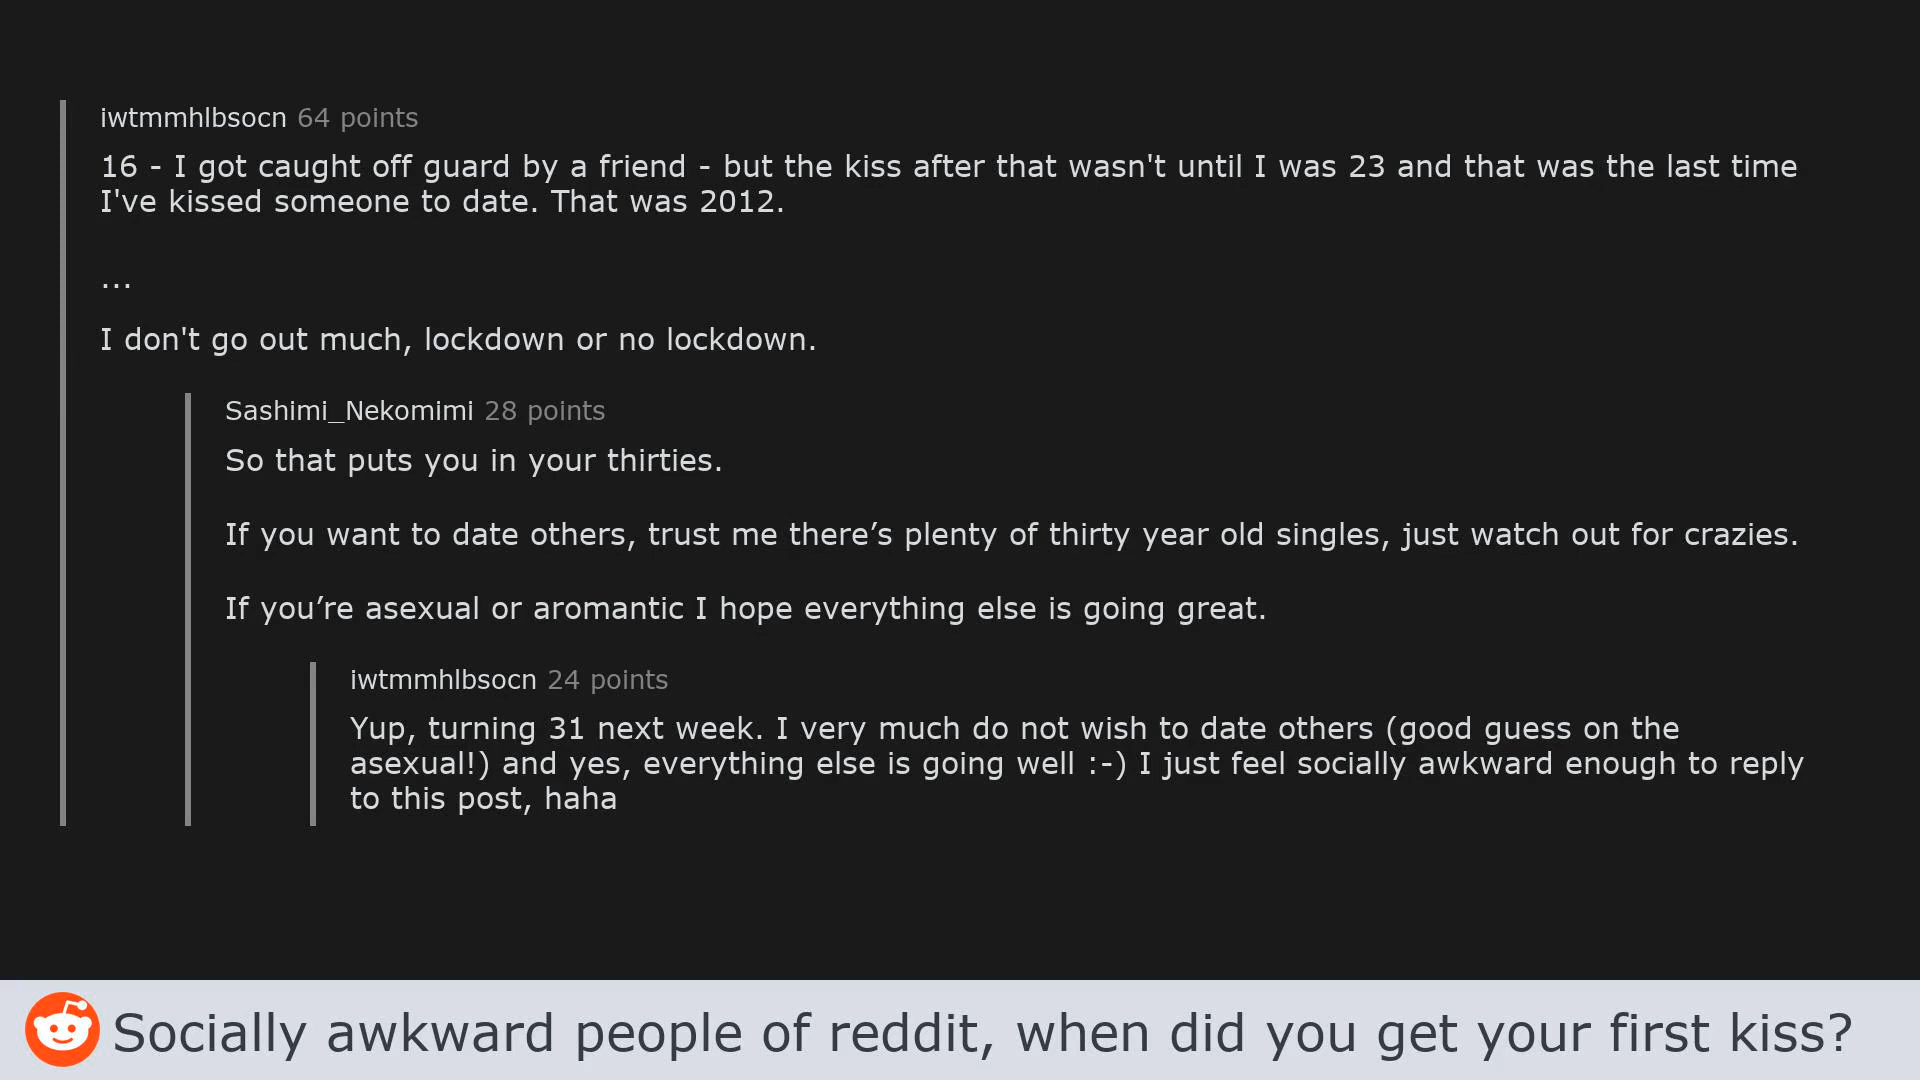 iwtmmhlbsocn 64 points
16 - I got caught off guard by a friend - but the kiss after that wasn't until I was 23 and that was the last time
I've kissed someone to date. That was 2012.
...
I don't go out much, lockdown or no lockdown.
Sashimi_Nekomimi 28 points
So that puts you in your thirties.
If you want to date others, trust me there’s plenty of thirty year old singles, just watch out for crazies.
If you’re asexual or aromantic I hope everything else is going great.
iwtmmhlbsocn 24 points
Yup, turning 31 next week. I very much do not wish to date others (good guess on the
asexual!) and yes, everything else is going well :-) I just feel socially awkward enough to reply
to this post, haha
Socially awkward people of reddit, when did you get your first kiss?